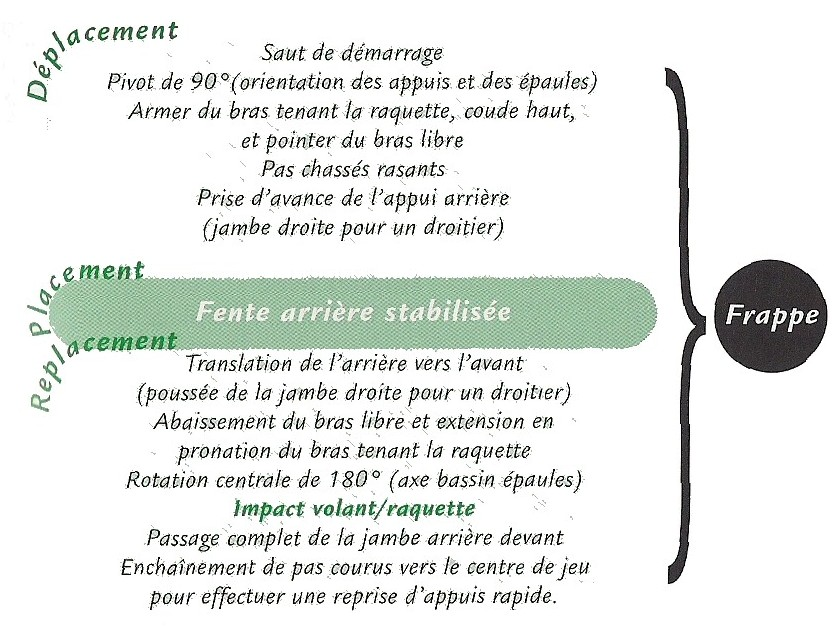 Déplacement
Saut de démarrage
Pivot de 90°(orientation des appuis et des épaules)
Armer du bras tenant la raquette, coude haut,
et pointer du bras libre
Pas chassés rasants
Prise d'avance de l'appui arrière
(jambe droite pour un droitier)
Placement
Fente arrière stabilisée
Frappe
Replacement
Translation de l'arrière vers l'avant
(poussée de la jambe droite pour un droitier)
Abaissement du bras libre et extension en
pronation du bras tenant la raquette
Rotation centrale de 180° (axe bassin épaules)
Impact volant/raquette
Passage complet de la jambe arrière devant
Enchaînement de pas courus vers le centre de jeu
pour effectuer une reprise d'appuis rapide.